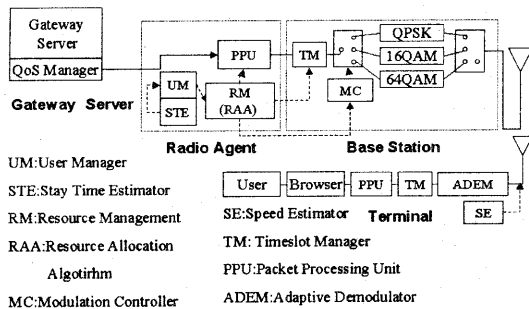 Gateway
Server
QoS Manager
Gateway Server
PPU
UM
STE
RM
(RAA)
Radio Agent
TM
MC
QPSK
16QAM
64QAM
Base Station
User
Browser
PPU
TM
ADEM
SE
Terminal
UM:User Manager
STE:Stay Time Estimator
RM:Resource Management
RAA:Resource Allocation
Algotirhm
MC:Modulation Controller
SE:Speed Estimator
TM: Timeslot Manager
PPU:Packet Processing Unit
ADEM:Adaptive Demodulator